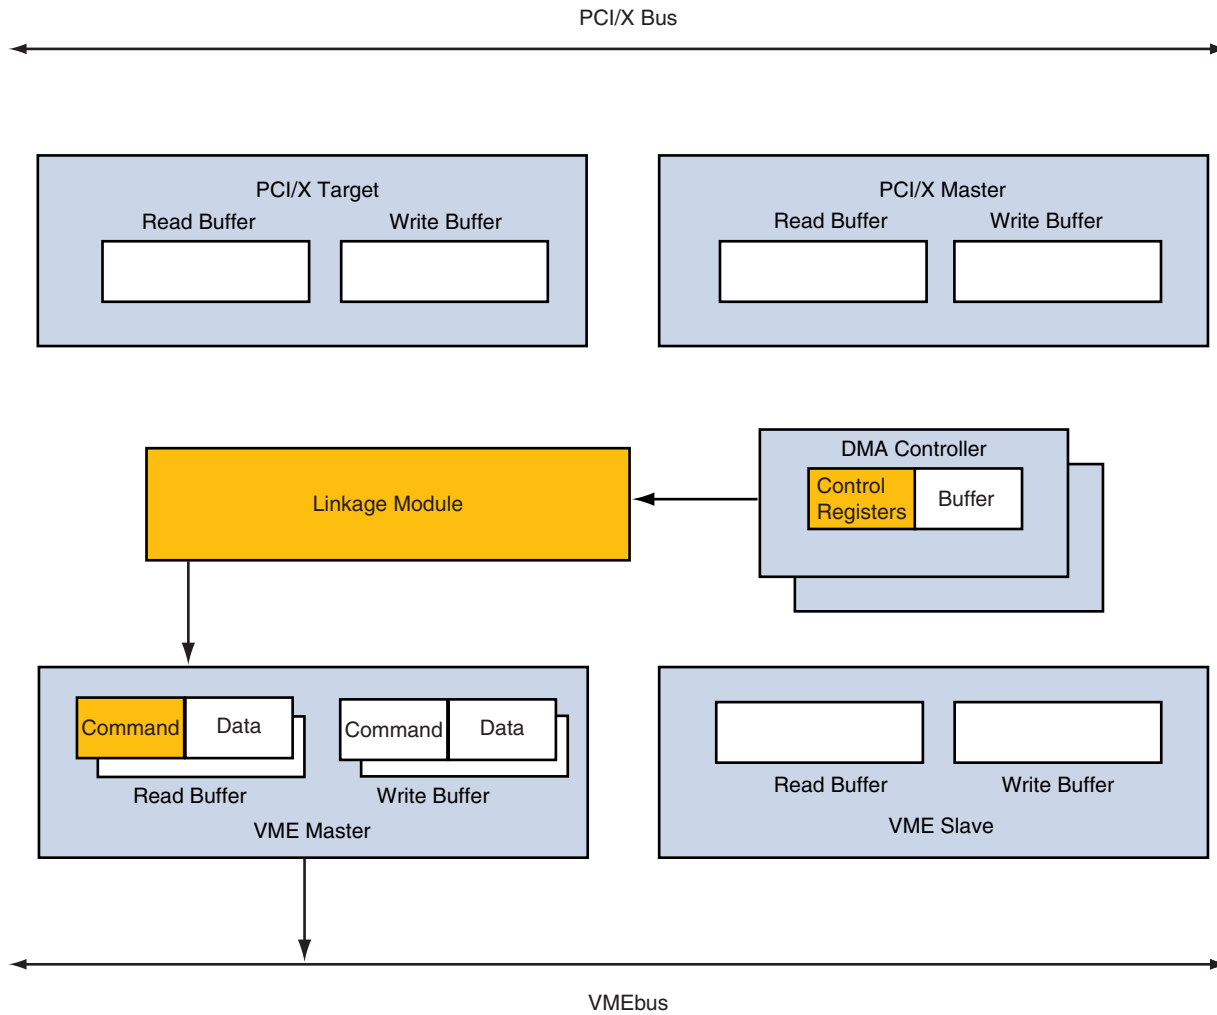 PCI/X Bus
PCI/X Target
Read Buffer
Write Buffer
PCI/X Master
Read Buffer
Write Buffer
Linkage Module
DMA Controller
Control
Registers
Buffer
Command
Data
Command
Data
Read Buffer
Write Buffer
VME Master
Read Buffer
Write Buffer
VME Slave
VMEbus